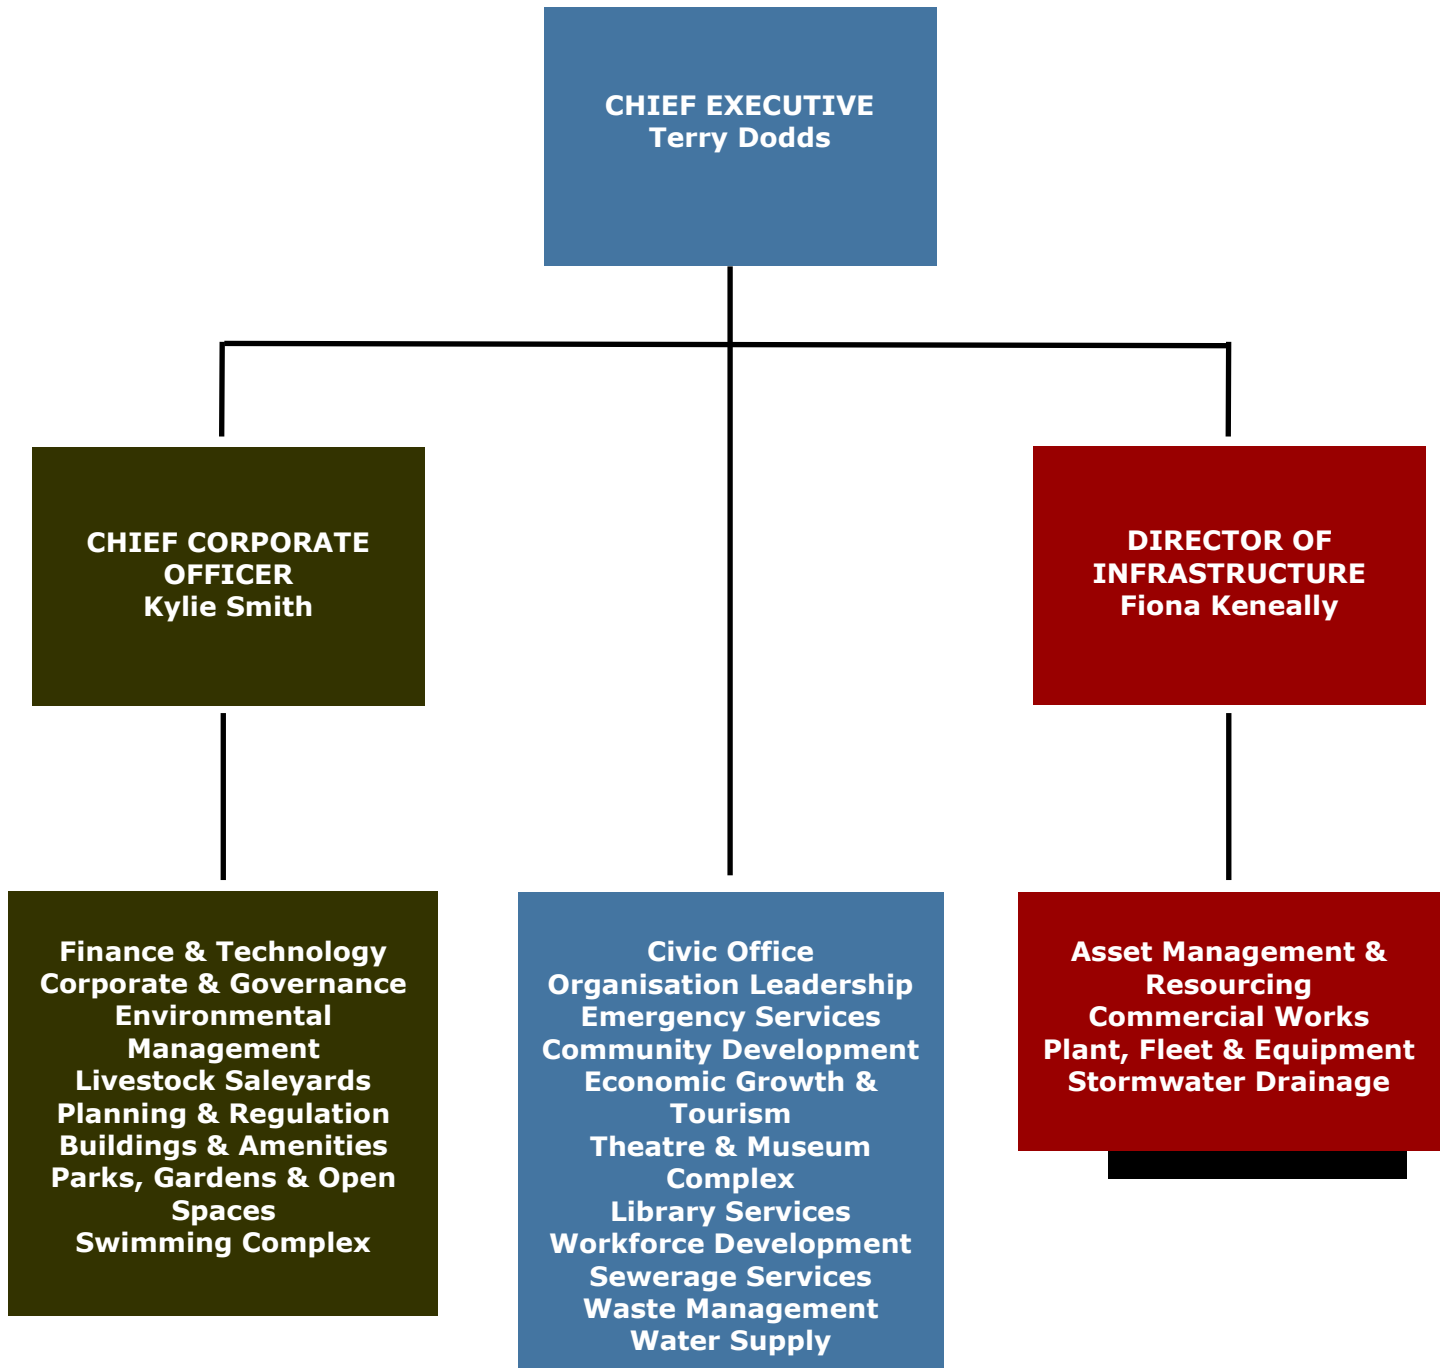 CHIEF EXECUTIVE
Terry Dodds
CHIEF CORPORATE
OFFICER
Kylie Smith
DIRECTOR OF
INFRASTRUCTURE
Fiona Keneally
Finance & Technology
Corporate & Governance
Environmental
Management
Livestock Saleyards
Planning & Regulation
Buildings & Amenities
Parks, Gardens & Open
Spaces
Swimming Complex
Civic Office
Organisation Leadership
Emergency Services
Community Development
Economic Growth &
Tourism
Theatre & Museum
Complex
Library Services
Workforce Development
Sewerage Services
Waste Management
Water Supply
Asset Management &
Resourcing
Commercial Works
Plant, Fleet & Equipment
Stormwater Drainage